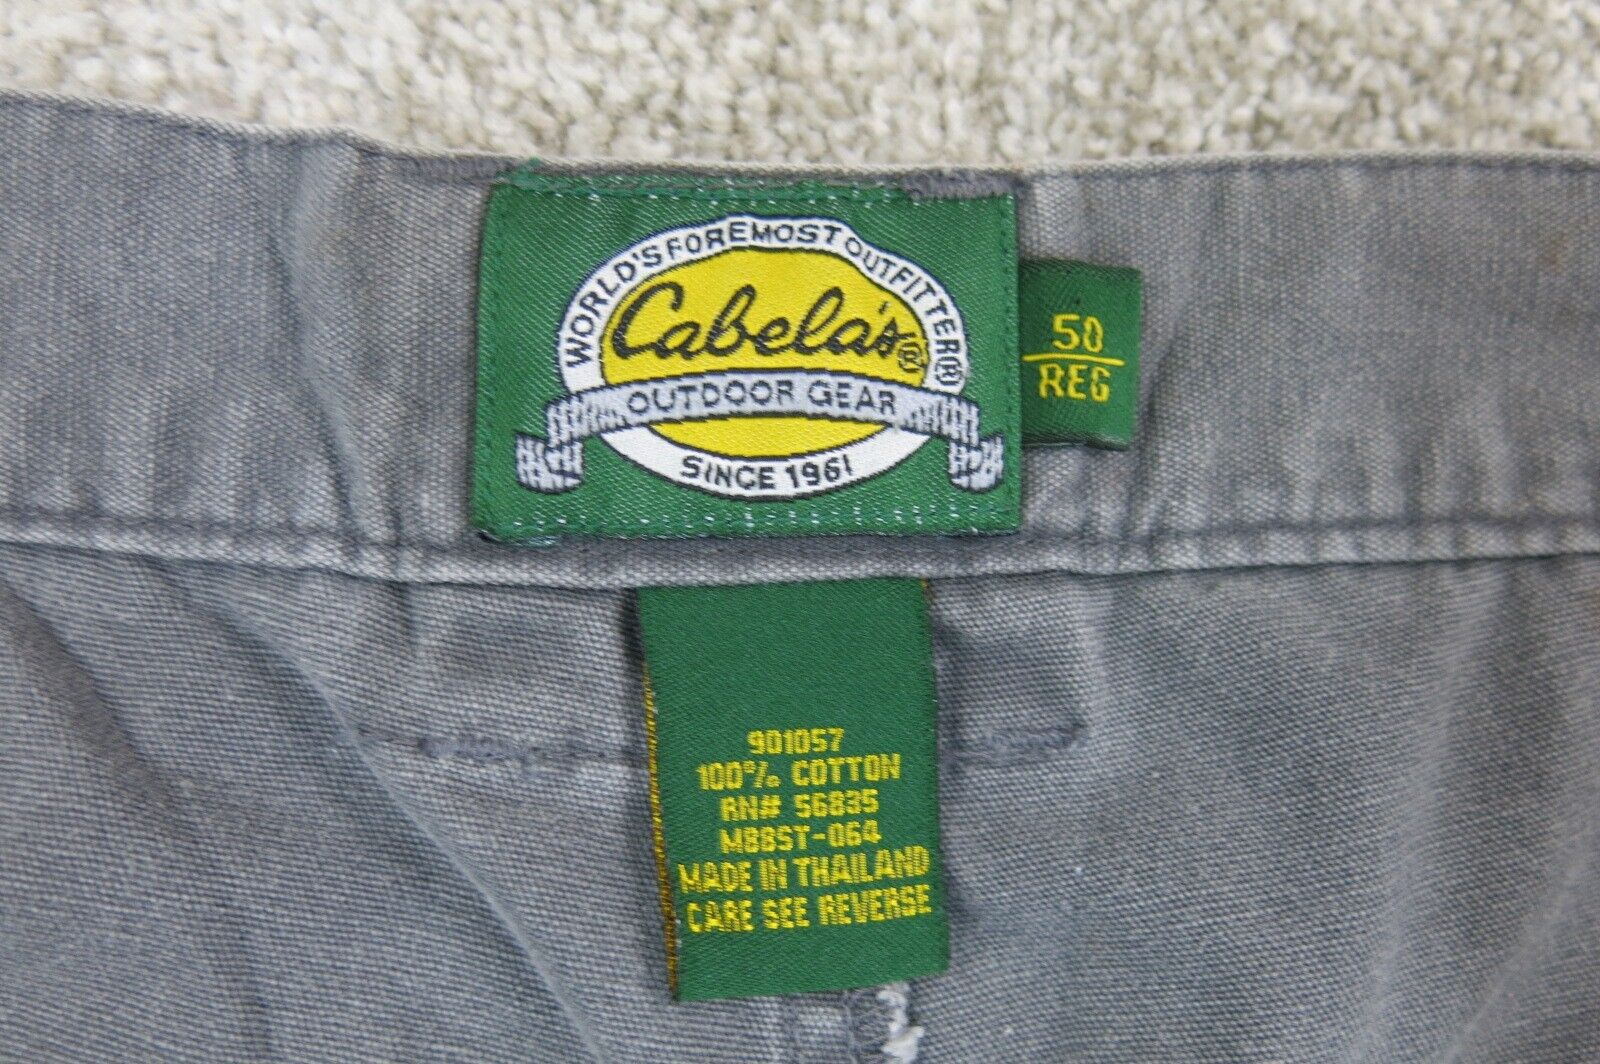 WORLD'S FOREMOST OUTFITTER®
Cabela's®
OUTDOOR GEAR
SINCE 1961
50
REG
901057
100% COTTON
RN# 56835
M88ST-064
MADE IN THAILAND
CARE SEE REVERSE